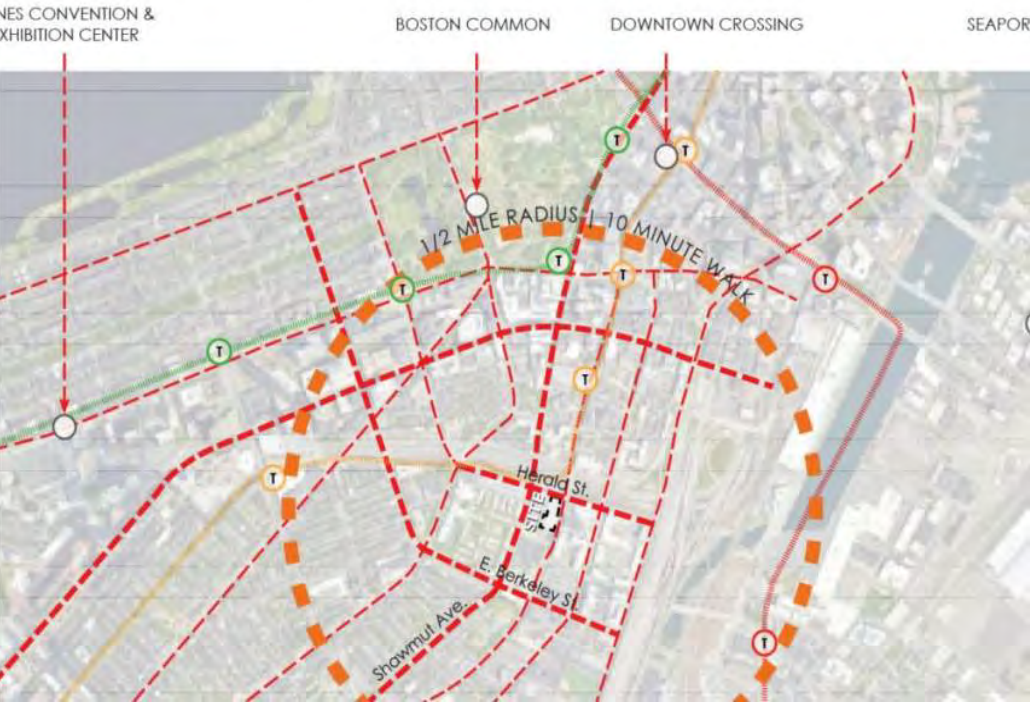 NES CONVENTION &
XHIBITION CENTER
BOSTON COMMON
DOWNTOWN CROSSING
SEAPOR
T
T
1/2 MILE RADIUS | 10 MINUTE WALK
T
T
T
T
T
T
T
Herald St.
SITE
E. Berkeley St.
Shawmut Ave.
T